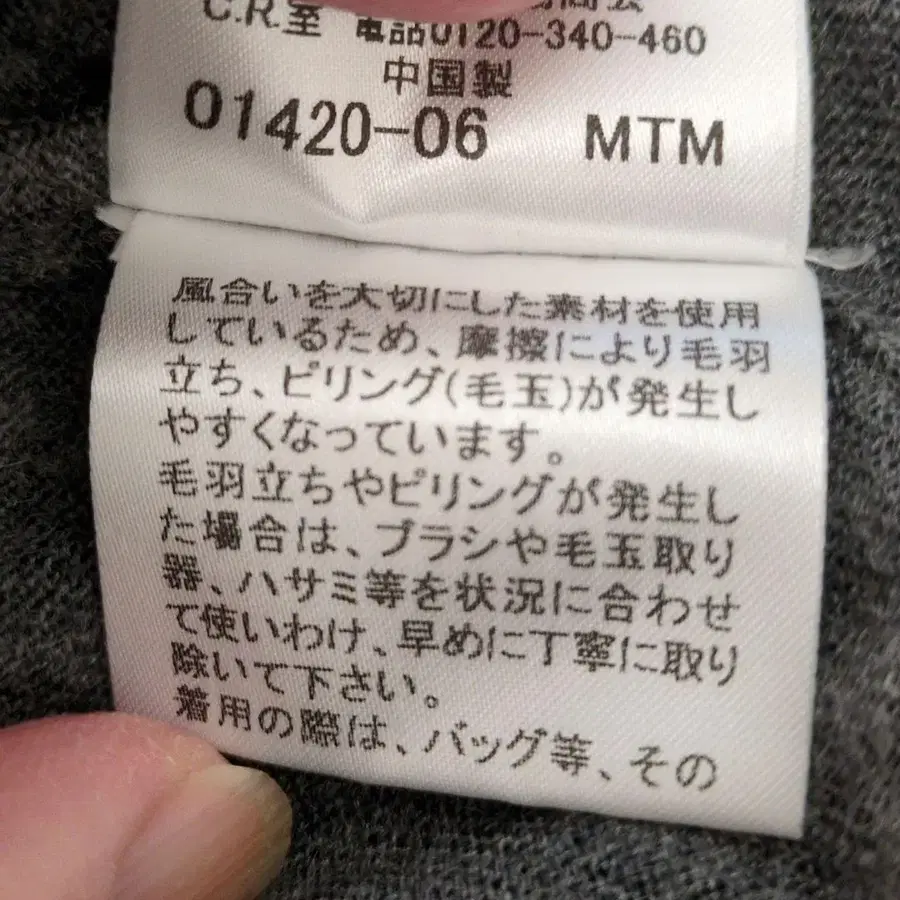 C.R.室 電話0120-340-460
中国製
01420-06 MTM
風合いを大切にした素材を使用
しているため、摩擦により毛羽
立ち、ピリング(毛玉)が発生し
やすくなっています。
毛羽立ちやピリングが発生し
た場合は、ブラシや毛玉取り
器、ハサミ等を状況に合わせ
て使いわけ、早めに丁寧に取り
除いて下さい。
着用の際は、バッグ等、その